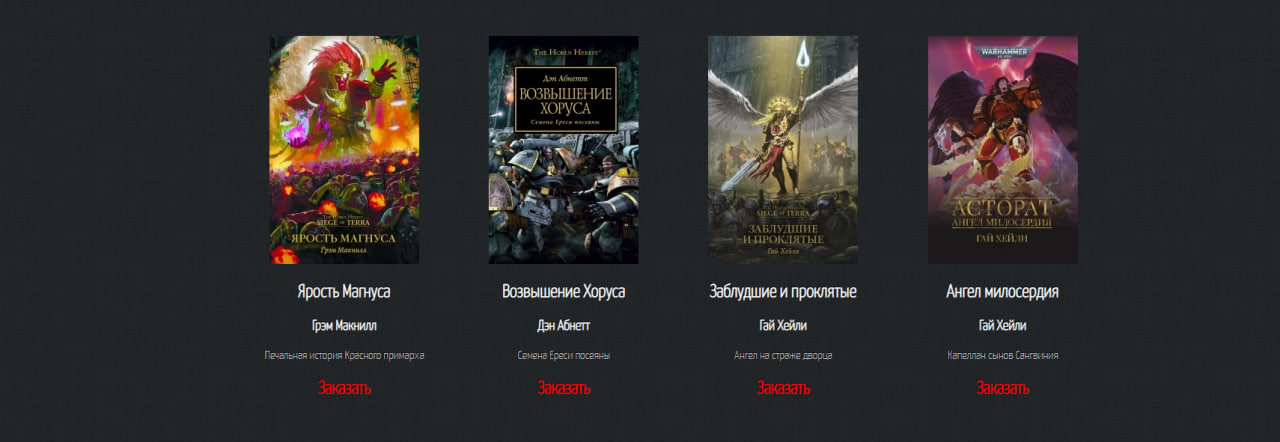 SIEGE OF TERRA
ЯРОСТЬ МАГНУСА
Грэм Макнилл
THE HORUS HERESY
Дэн Абнетт
ВОЗВЫШЕНИЕ
ХОРУСА
Семена Ереси посеяны
SIEGE OF TERRA
ЗАБЛУДШИЕ
И ПРОКЛЯТЫЕ
Гай Хейли
WARHAMMER
АСТОРАТ
АНГЕЛ МИЛОСЕРДИЯ
ГАЙ ХЕЙЛИ
Ярость Магнуса
Возвышение Хоруса
Заблудшие и проклятые
Ангел милосердия
Грэм Макнилл
Дэн Абнетт
Гай Хейли
Гай Хейли
Печальная история Красного примарха
Семена Ереси посеяны
Ангел на страже дворца
Капеллан сынов Сангвиния
Заказать
Заказать
Заказать
Заказать